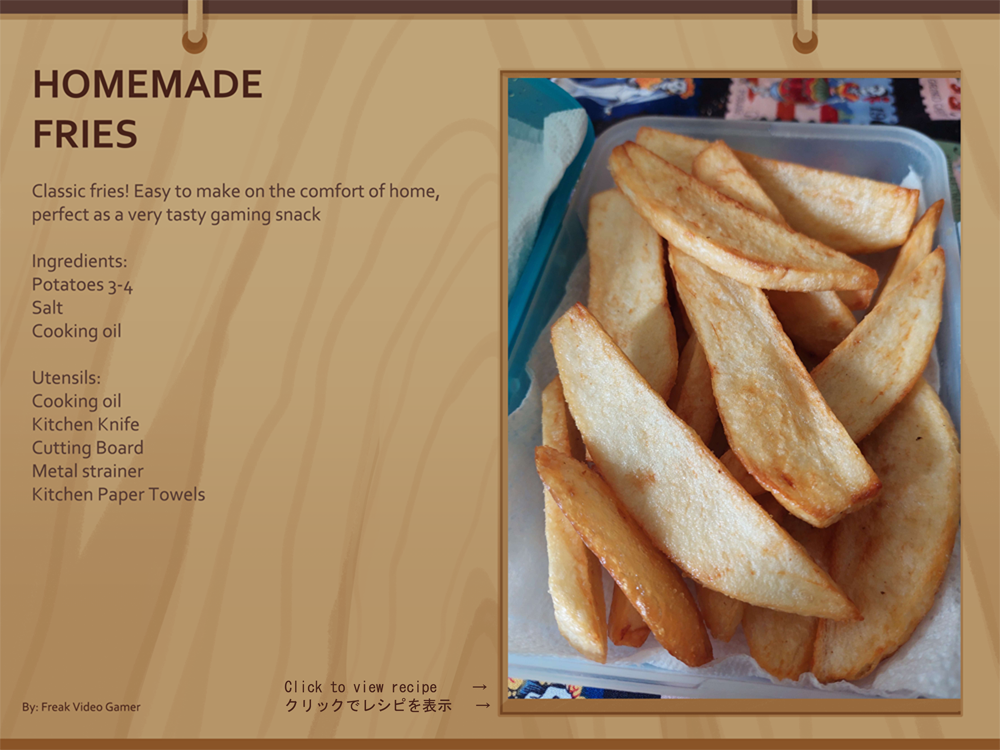 HOMEMADE
FRIES
Classic fries! Easy to make on the comfort of home,
perfect as a very tasty gaming snack
Ingredients:
Potatoes 3-4
Salt
Cooking oil
Utensils:
Cooking oil
Kitchen Knife
Cutting Board
Metal strainer
Kitchen Paper Towels
Click to view recipe →
クリックでレシピを表示 →
By: Freak Video Gamer